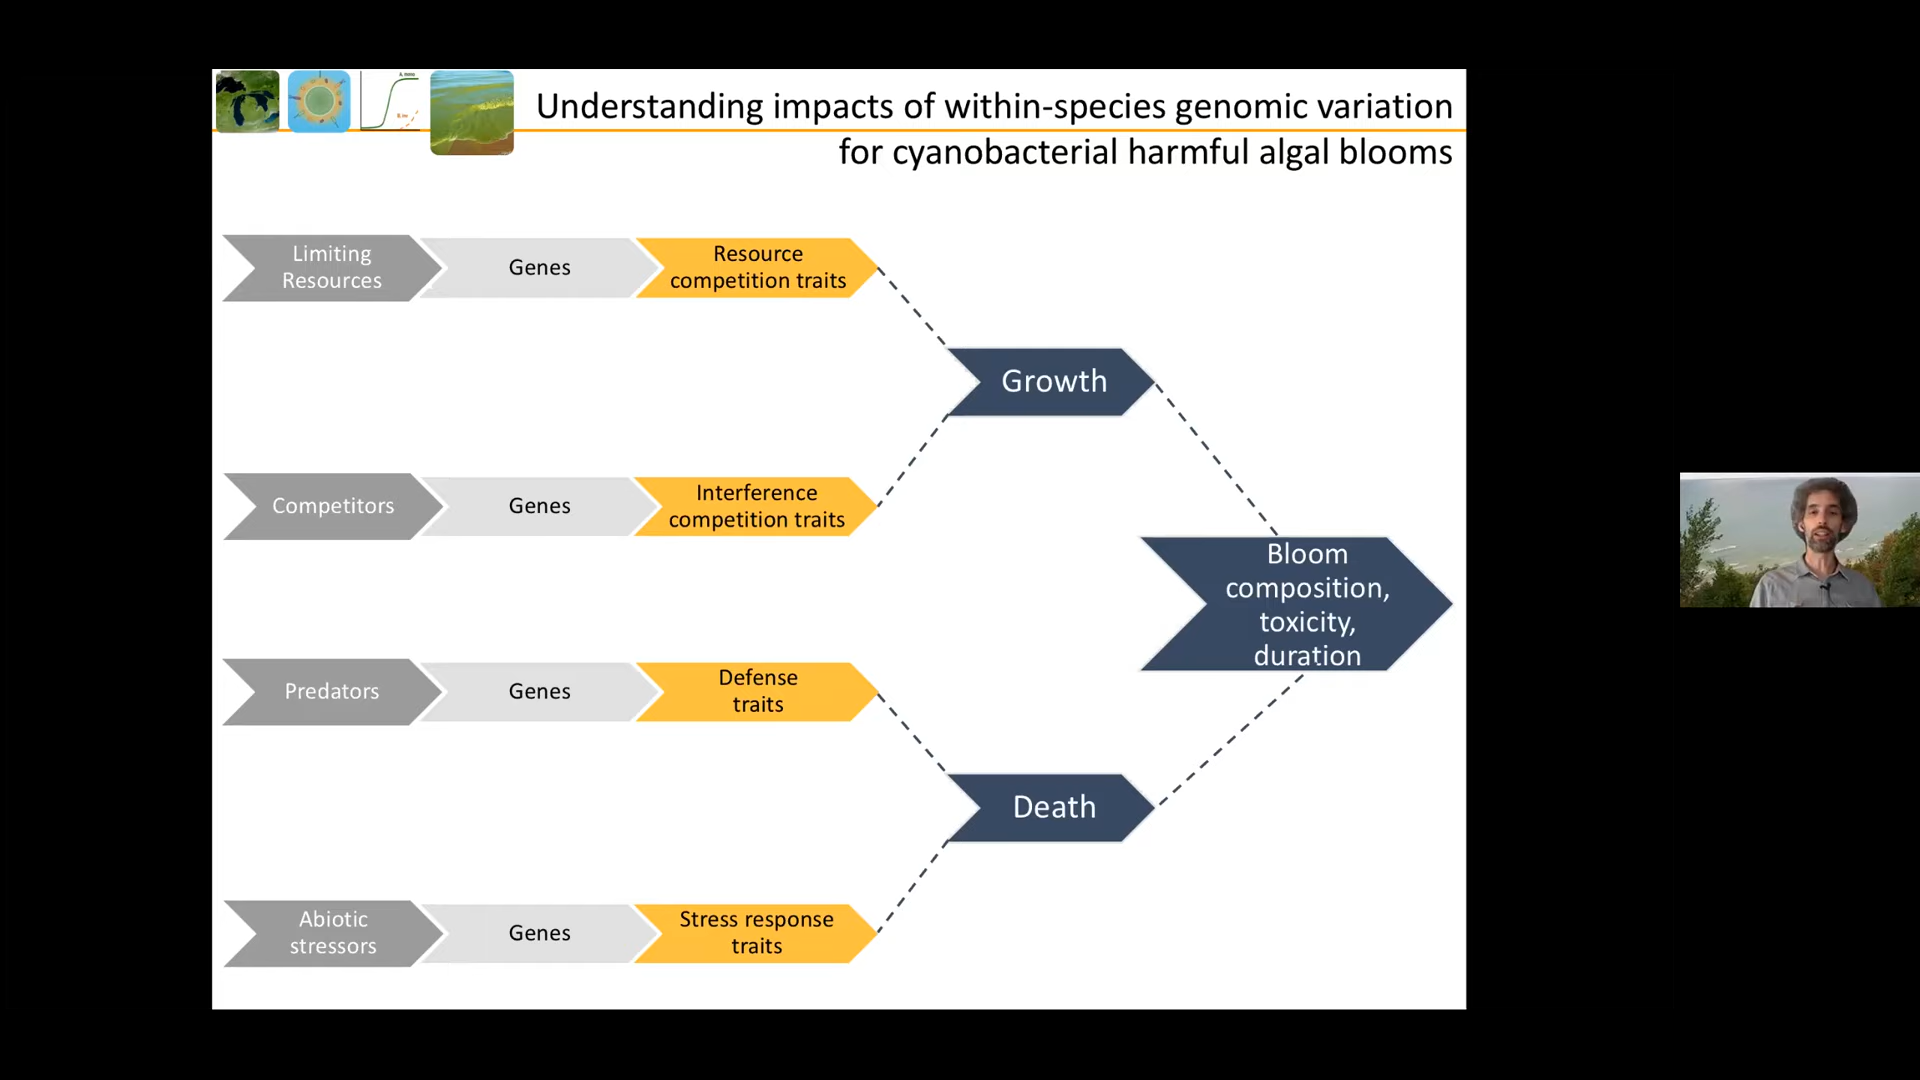 Understanding impacts of within-species genomic variation
for cyanobacterial harmful algal blooms
Limiting
Resources
Genes
Resource
competition traits
Growth
Competitors
Genes
Interference
competition traits
Bloom
composition,
toxicity,
duration
Predators
Genes
Defense
traits
Death
Abiotic
stressors
Genes
Stress response
traits